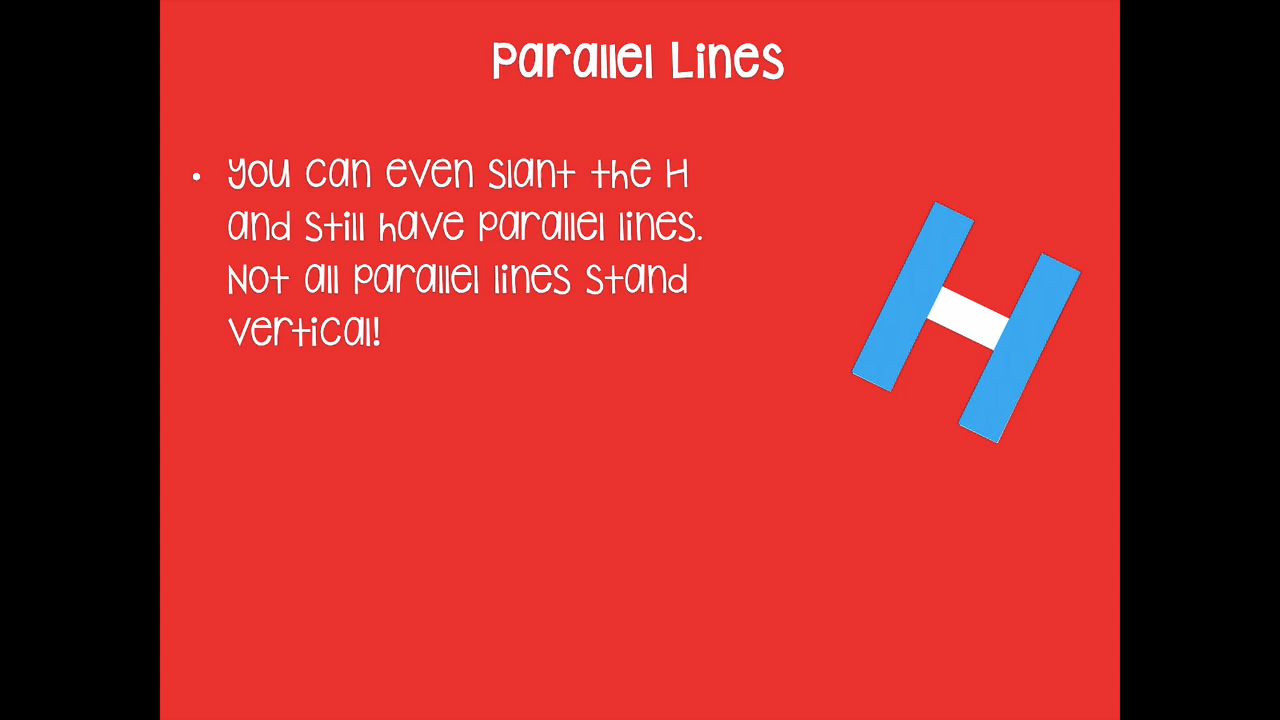 Parallel Lines
• You can even slant the H
and still have parallel lines.
Not all parallel lines stand
vertical!
H